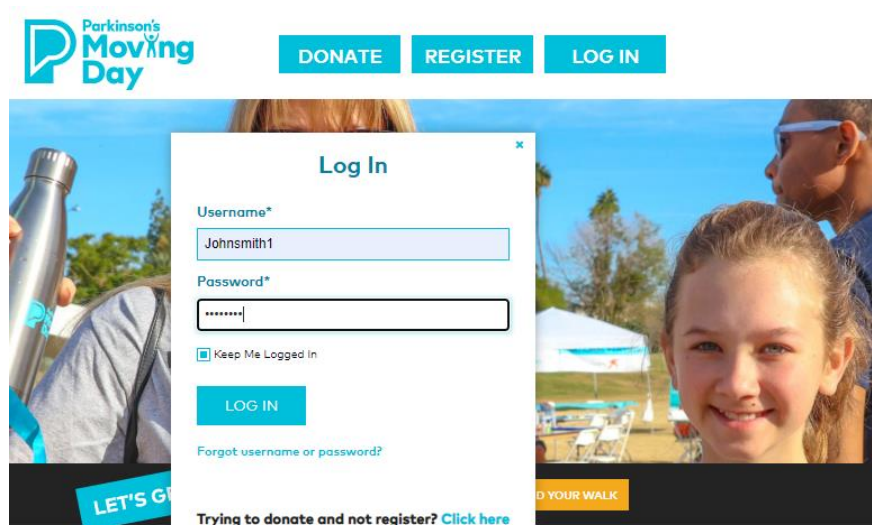 Parkinson's
Moving
Day
DONATE REGISTER LOG IN
Log In
Username*
Johnsmith1
Password*
••••••••
Keep Me Logged In
LOG IN
Forgot username or password?
LET'S
D YOUR WALK
Trying to donate and not register? Click here